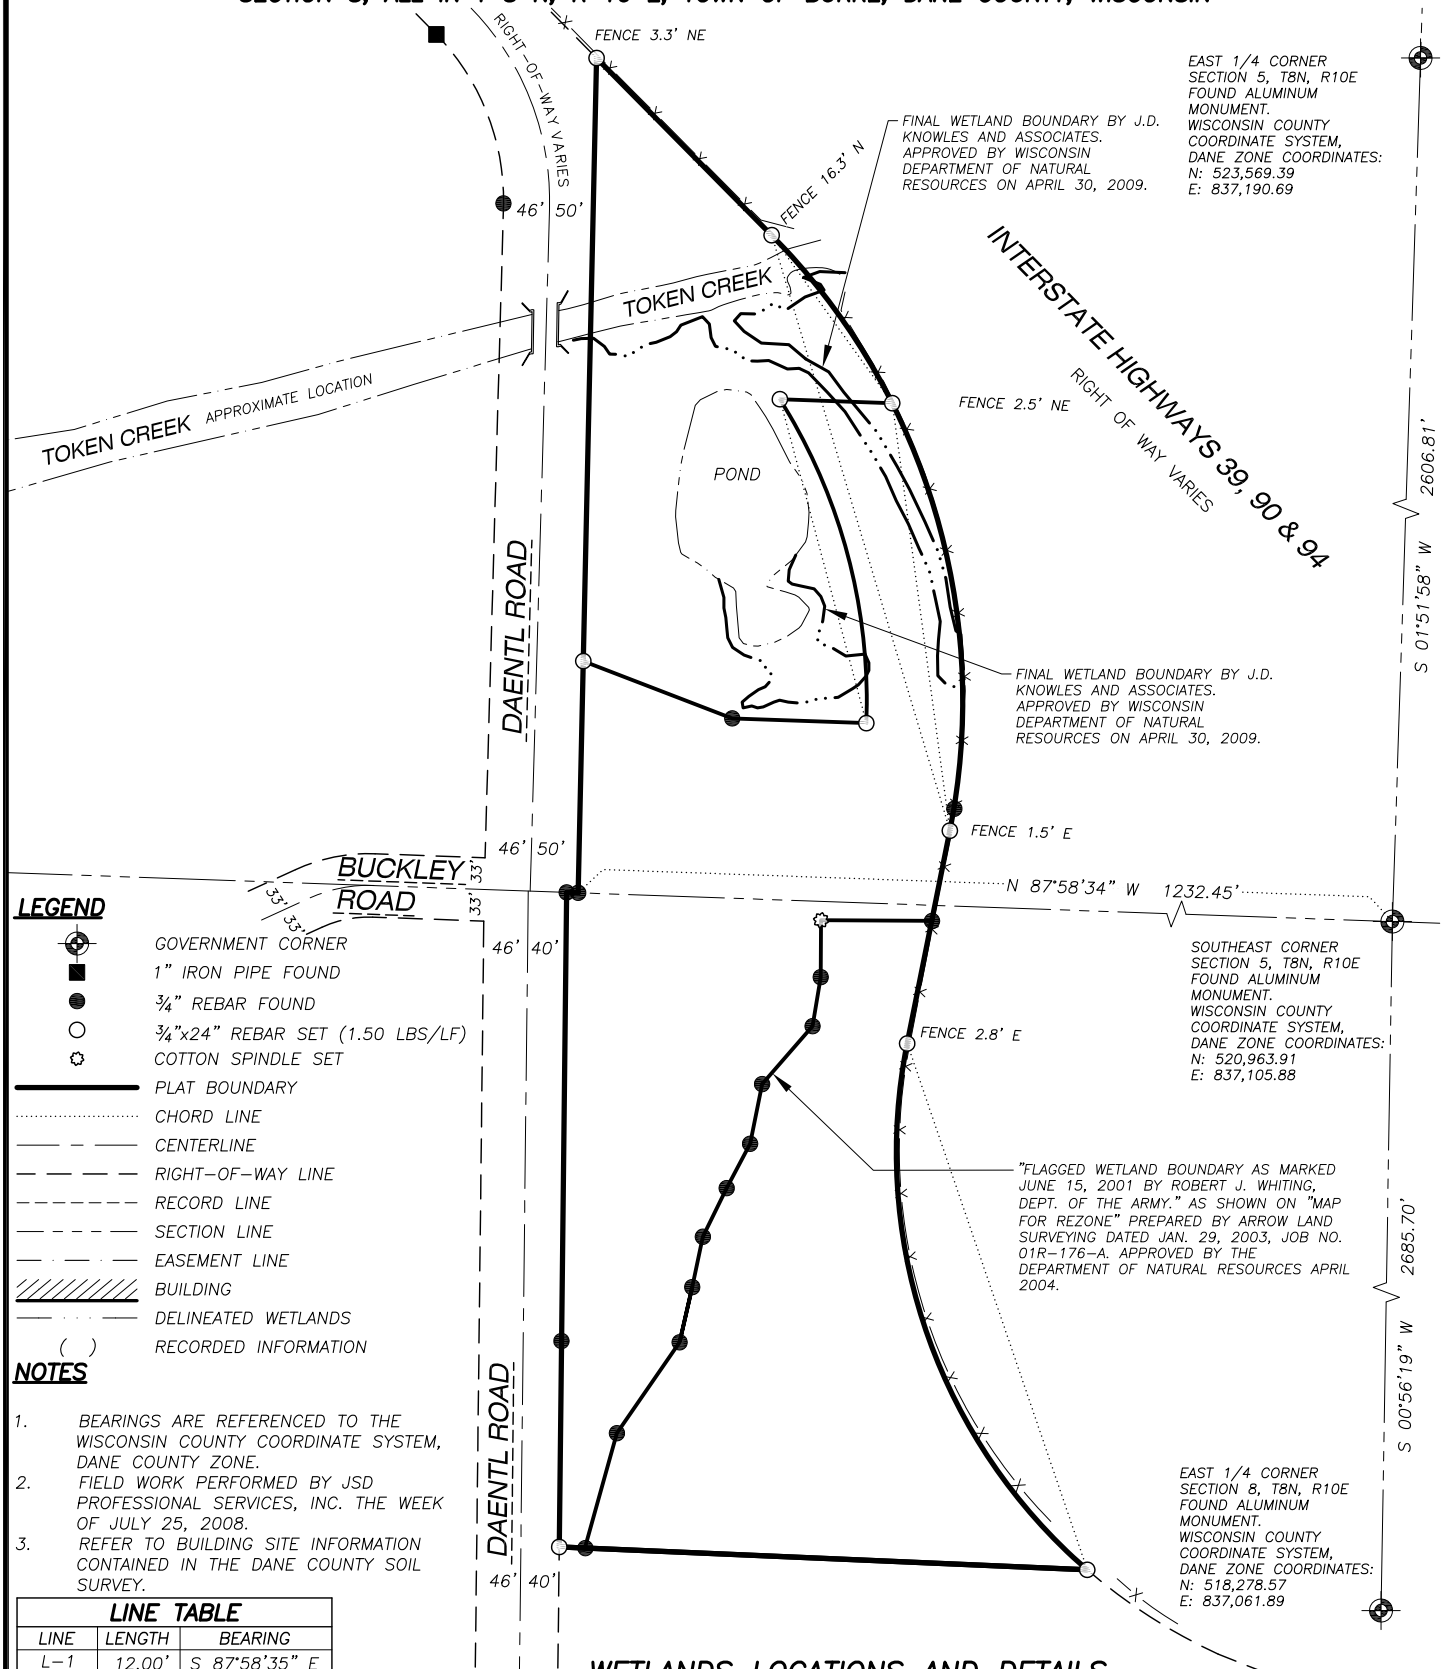 FENCE 3.3' NE
RIGHT-OF-WAY VARIES
EAST 1/4 CORNER
SECTION 5, T8N, R10E
FOUND ALUMINUM
MONUMENT.
WISCONSIN COUNTY
COORDINATE SYSTEM,
DANE ZONE COORDINATES:
N: 523,569.39
E: 837,190.69
FINAL WETLAND BOUNDARY BY J.D.
KNOWLES AND ASSOCIATES.
APPROVED BY WISCONSIN
DEPARTMENT OF NATURAL
RESOURCES ON APRIL 30, 2009.
FENCE 16.3' N
46' 50'
INTERSTATE HIGHWAYS 39, 90 & 94
RIGHT OF WAY VARIES
TOKEN CREEK
TOKEN CREEK APPROXIMATE LOCATION
FENCE 2.5' NE
POND
2606.81'
S 01°51'58" W
DAENTL ROAD
FINAL WETLAND BOUNDARY BY J.D.
KNOWLES AND ASSOCIATES.
APPROVED BY WISCONSIN
DEPARTMENT OF NATURAL
RESOURCES ON APRIL 30, 2009.
FENCE 1.5' E
46' 50'
BUCKLEY
ROAD
33'
33'
33'
33'
N 87°58'34" W 1232.45'
46' 40'
LEGEND
GOVERNMENT CORNER
1" IRON PIPE FOUND
¾" REBAR FOUND
¾"x24" REBAR SET (1.50 LBS/LF)
COTTON SPINDLE SET
PLAT BOUNDARY
CHORD LINE
CENTERLINE
RIGHT-OF-WAY LINE
RECORD LINE
SECTION LINE
EASEMENT LINE
BUILDING
DELINEATED WETLANDS
( ) RECORDED INFORMATION
SOUTHEAST CORNER
SECTION 5, T8N, R10E
FOUND ALUMINUM
MONUMENT.
WISCONSIN COUNTY
COORDINATE SYSTEM,
DANE ZONE COORDINATES:
N: 520,963.91
E: 837,105.88
FENCE 2.8' E
"FLAGGED WETLAND BOUNDARY AS MARKED
JUNE 15, 2001 BY ROBERT J. WHITING,
DEPT. OF THE ARMY." AS SHOWN ON "MAP
FOR REZONE" PREPARED BY ARROW LAND
SURVEYING DATED JAN. 29, 2003, JOB NO.
01R-176-A. APPROVED BY THE
DEPARTMENT OF NATURAL RESOURCES APRIL
2004.
2685.70'
S 00°56'19" W
DAENTL ROAD
46' 40'
NOTES
1. BEARINGS ARE REFERENCED TO THE
WISCONSIN COUNTY COORDINATE SYSTEM,
DANE COUNTY ZONE.
2. FIELD WORK PERFORMED BY JSD
PROFESSIONAL SERVICES, INC. THE WEEK
OF JULY 25, 2008.
3. REFER TO BUILDING SITE INFORMATION
CONTAINED IN THE DANE COUNTY SOIL
SURVEY.
EAST 1/4 CORNER
SECTION 8, T8N, R10E
FOUND ALUMINUM
MONUMENT.
WISCONSIN COUNTY
COORDINATE SYSTEM,
DANE ZONE COORDINATES:
N: 518,278.57
E: 837,061.89
LINE TABLE
LINE LENGTH BEARING
L-1 12.00' S 87°58'35" E
WETLANDS LOCATIONS AND DETAILS